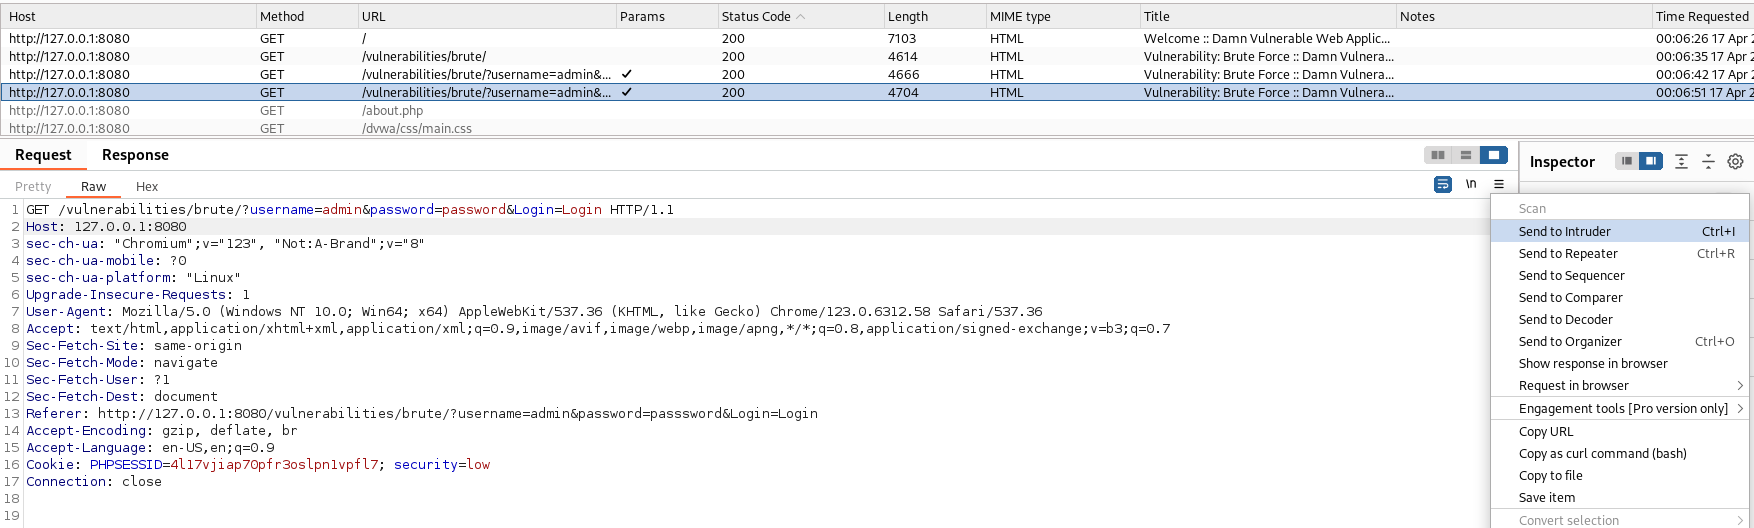 Host Method URL Params Status Code Length MIME type Title Notes Time Requested
http://127.0.0.1:8080 GET / 200 7103 HTML Welcome :: Damn Vulnerable Web Applic... 00:06:26 17 Apr 2
http://127.0.0.1:8080 GET /vulnerabilities/brute/ 200 4614 HTML Vulnerability: Brute Force :: Damn Vulnera... 00:06:35 17 Apr 2
http://127.0.0.1:8080 GET /vulnerabilities/brute/?username=admin&... ✓ 200 4666 HTML Vulnerability: Brute Force :: Damn Vulnera... 00:06:42 17 Apr 2
http://127.0.0.1:8080 GET /vulnerabilities/brute/?username=admin&... ✓ 200 4704 HTML Vulnerability: Brute Force :: Damn Vulnera... 00:06:51 17 Apr 2
http://127.0.0.1:8080 GET /about.php
http://127.0.0.1:8080 GET /dvwa/css/main.css
Request Response
Inspector
Pretty Raw Hex
\n
1 GET /vulnerabilities/brute/?username=admin&password=password&Login=Login HTTP/1.1
2 Host: 127.0.0.1:8080
3 sec-ch-ua: "Chromium";v="123", "Not:A-Brand";v="8"
4 sec-ch-ua-mobile: ?0
5 sec-ch-ua-platform: "Linux"
6 Upgrade-Insecure-Requests: 1
7 User-Agent: Mozilla/5.0 (Windows NT 10.0; Win64; x64) AppleWebKit/537.36 (KHTML, like Gecko) Chrome/123.0.6312.58 Safari/537.36
8 Accept: text/html,application/xhtml+xml,application/xml;q=0.9,image/avif,image/webp,image/apng,*/*;q=0.8,application/signed-exchange;v=b3;q=0.7
9 Sec-Fetch-Site: same-origin
10 Sec-Fetch-Mode: navigate
11 Sec-Fetch-User: ?1
12 Sec-Fetch-Dest: document
13 Referer: http://127.0.0.1:8080/vulnerabilities/brute/?username=admin&password=passsword&Login=Login
14 Accept-Encoding: gzip, deflate, br
15 Accept-Language: en-US,en;q=0.9
16 Cookie: PHPSESSID=4l17vjiap70pfr3oslpn1vpfl7; security=low
17 Connection: close
18
19
Scan
Send to Intruder Ctrl+I
Send to Repeater Ctrl+R
Send to Sequencer
Send to Comparer
Send to Decoder
Send to Organizer Ctrl+O
Show response in browser
Request in browser
Engagement tools [Pro version only]
Copy URL
Copy as curl command (bash)
Copy to file
Save item
Convert selection